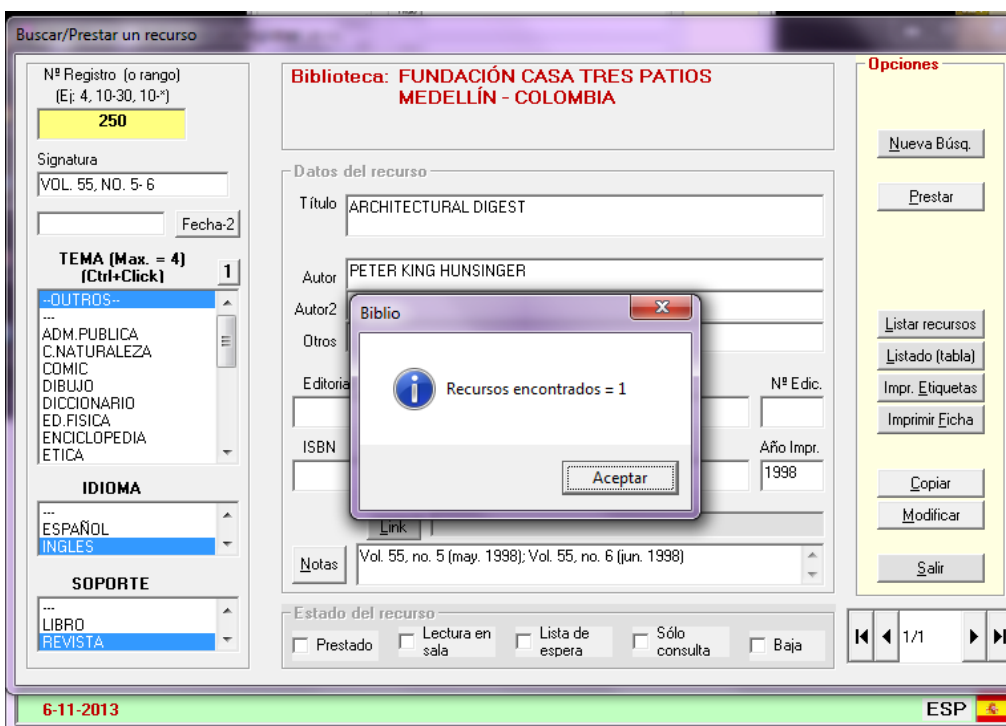 Buscar/Prestar un recurso
Nª Registro (o rango)
(Ej: 4, 10-30, 10-*)
250
Signatura
VOL. 55, NO. 5- 6
Fecha-2
TEMA (Max. = 4)
(Ctrl+Click)
1
--OUTROS--
---
ADM.PUBLICA
C.NATURALEZA
COMIC
DIBUJO
DICCIONARIO
ED.FISICA
ENCICLOPEDIA
ETICA
IDIOMA
---
ESPAÑOL
INGLES
SOPORTE
---
LIBRO
REVISTA
Biblioteca: FUNDACIÓN CASA TRES PATIOS
MEDELLÍN - COLOMBIA
Datos del recurso
Título
ARCHITECTURAL DIGEST
Autor
PETER KING HUNSINGER
Autor2
Otros
Editoria
Nª Edic.
ISBN
Año Impr.
1998
Link
Notas
Vol. 55, no. 5 (may. 1998); Vol. 55, no. 6 (jun. 1998)
Biblio
Recursos encontrados = 1
Aceptar
Estado del recurso
Prestado
Lectura en
sala
Lista de
espera
Sólo
consulta
Baja
Opciones
Nueva Búsq.
Prestar
Listar recursos
Listado (tabla)
Impr. Etiquetas
Imprimir Ficha
Copiar
Modificar
Salir
1/1
6-11-2013
ESP